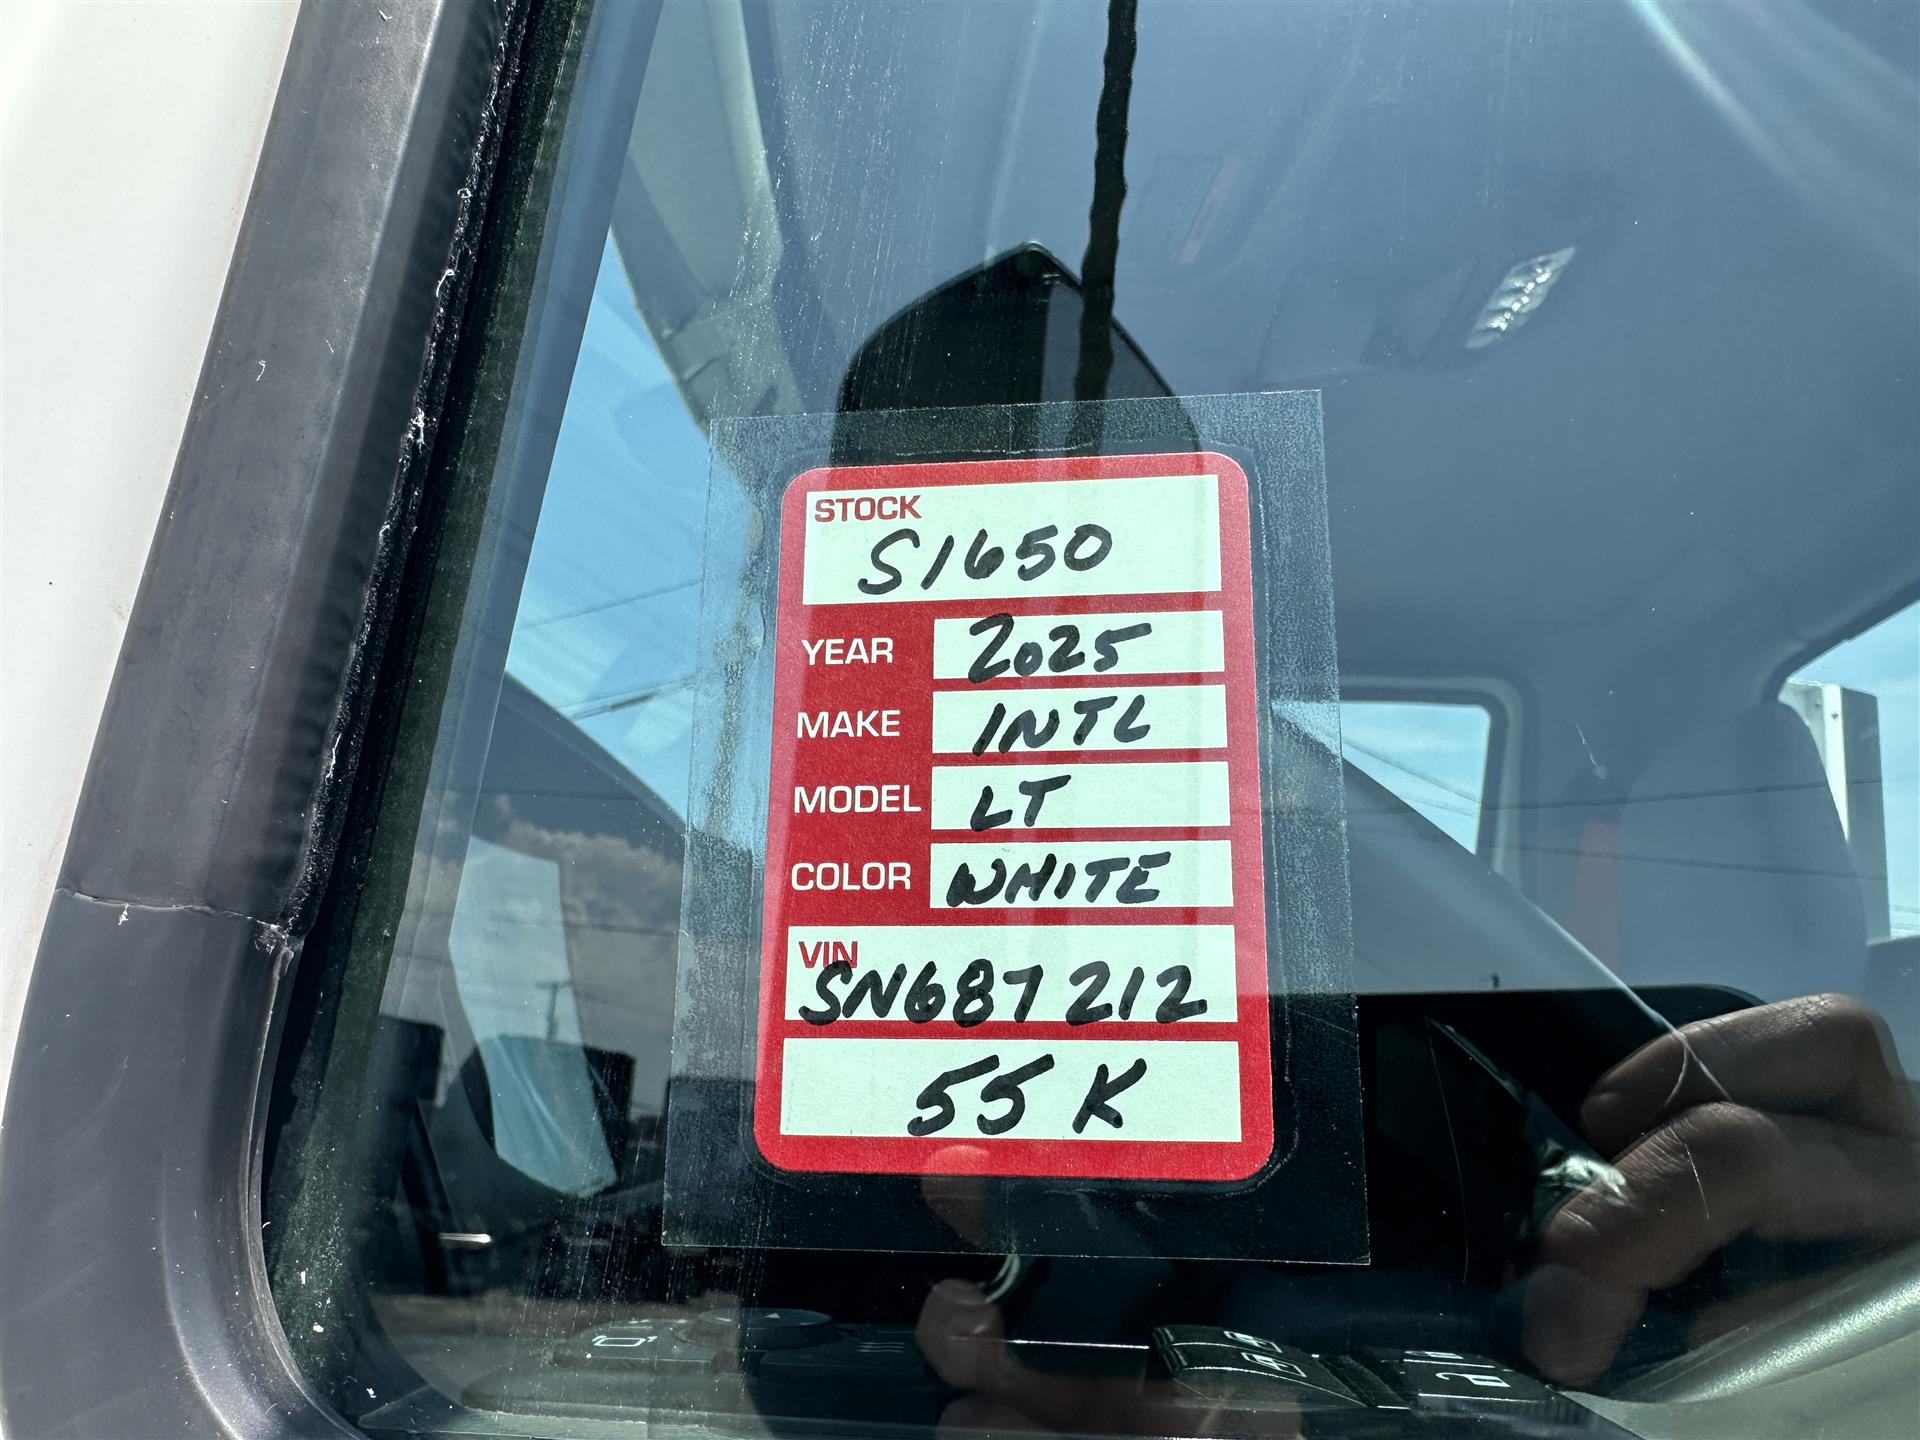 STOCK
S1650
YEAR 2025
MAKE INTL
MODEL LT
COLOR WHITE
VIN
SN687212
55K